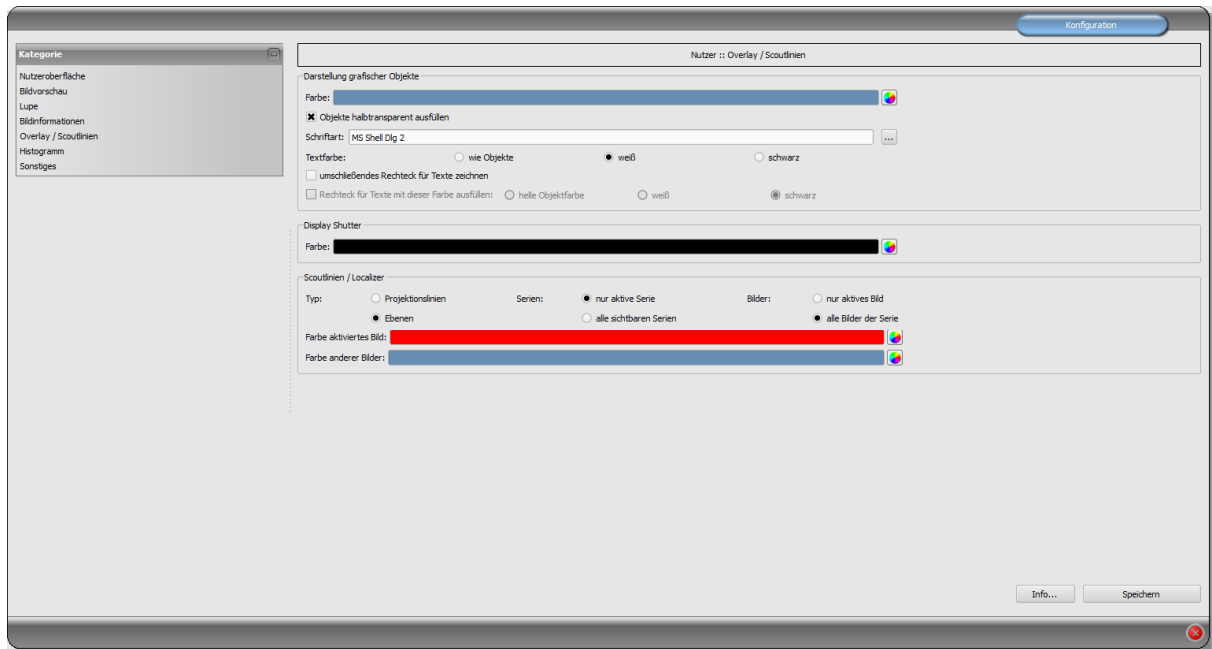 Konfiguration
Kategorie
Nutzeroberfläche
Bildvorschau
Lupe
Bildinformationen
Overlay / Scoutlinien
Histogramm
Sonstiges
Nutzer :: Overlay / Scoutlinien
Darstellung grafischer Objekte
Farbe:
Objekte halbtransparent ausfüllen
Schriftart: MS Shell Dlg 2 ...
Textfarbe: wie Objekte weiß schwarz
umschließendes Rechteck für Texte zeichnen
Rechteck für Texte mit dieser Farbe ausfüllen: helle Objektfarbe weiß schwarz
Display Shutter
Farbe:
Scoutlinien / Localizer
Typ: Projektionslinien Serien: nur aktive Serie Bilder: nur aktives Bild
Ebenen alle sichtbaren Serien alle Bilder der Serie
Farbe aktiviertes Bild:
Farbe anderer Bilder:
Info... Speichern